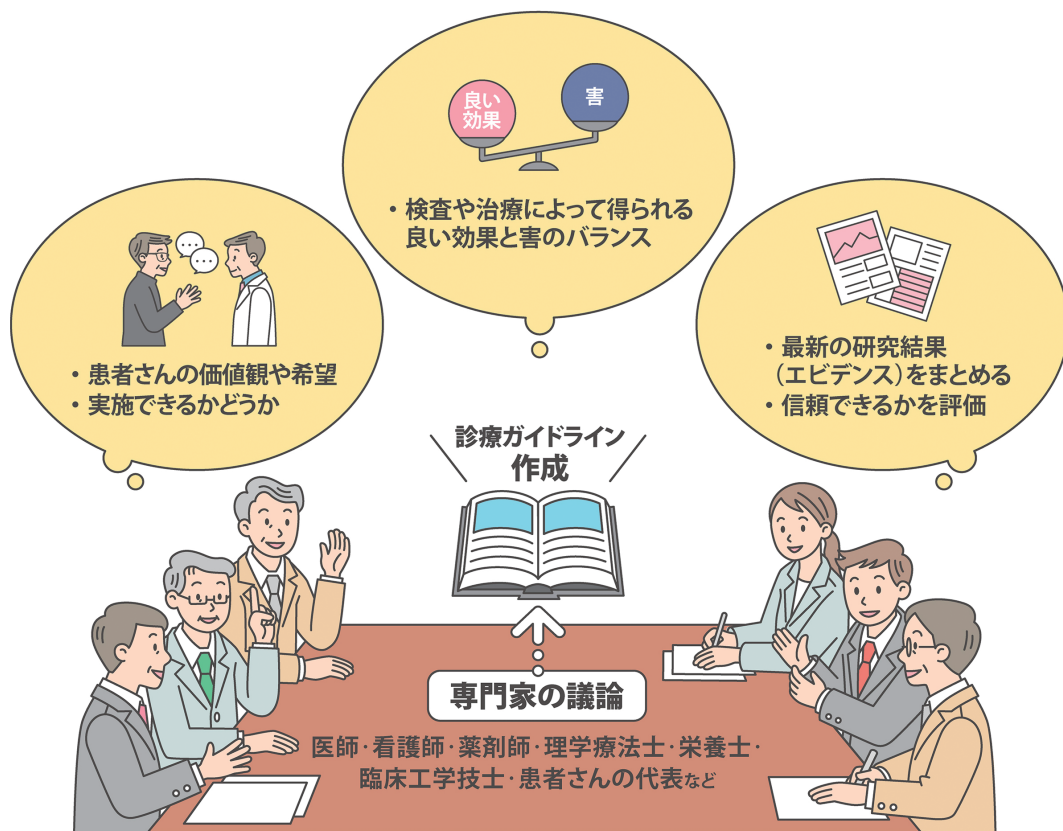 良い
効果
害
・検査や治療によって得られる
良い効果と害のバランス
・患者さんの価値観や希望
・実施できるかどうか
・最新の研究結果
（エビデンス）をまとめる
・信頼できるかを評価
診療ガイドライン
作成
専門家の議論
医師・看護師・薬剤師・理学療法士・栄養士・
臨床工学技士・患者さんの代表など